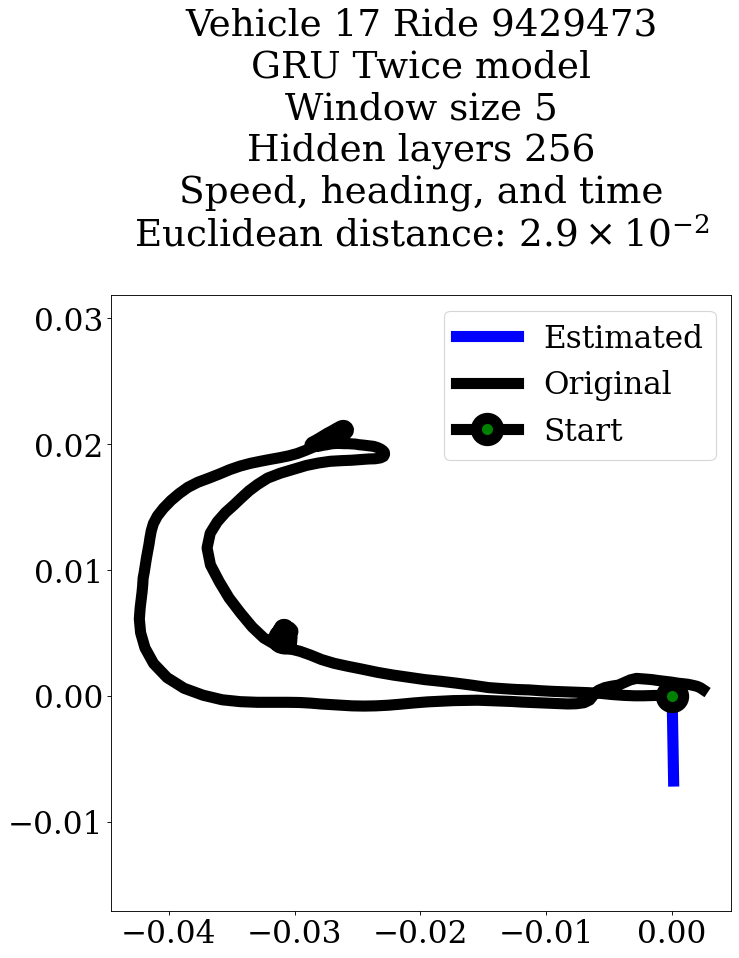 Vehicle 17 Ride 9429473
GRU Twice model
Window size 5
Hidden layers 256
Speed, heading, and time
Euclidean distance: 2.9 × 10⁻²
Estimated
Original
Start
0.03
0.02
0.01
0.00
−0.01
−0.04 −0.03 −0.02 −0.01 0.00